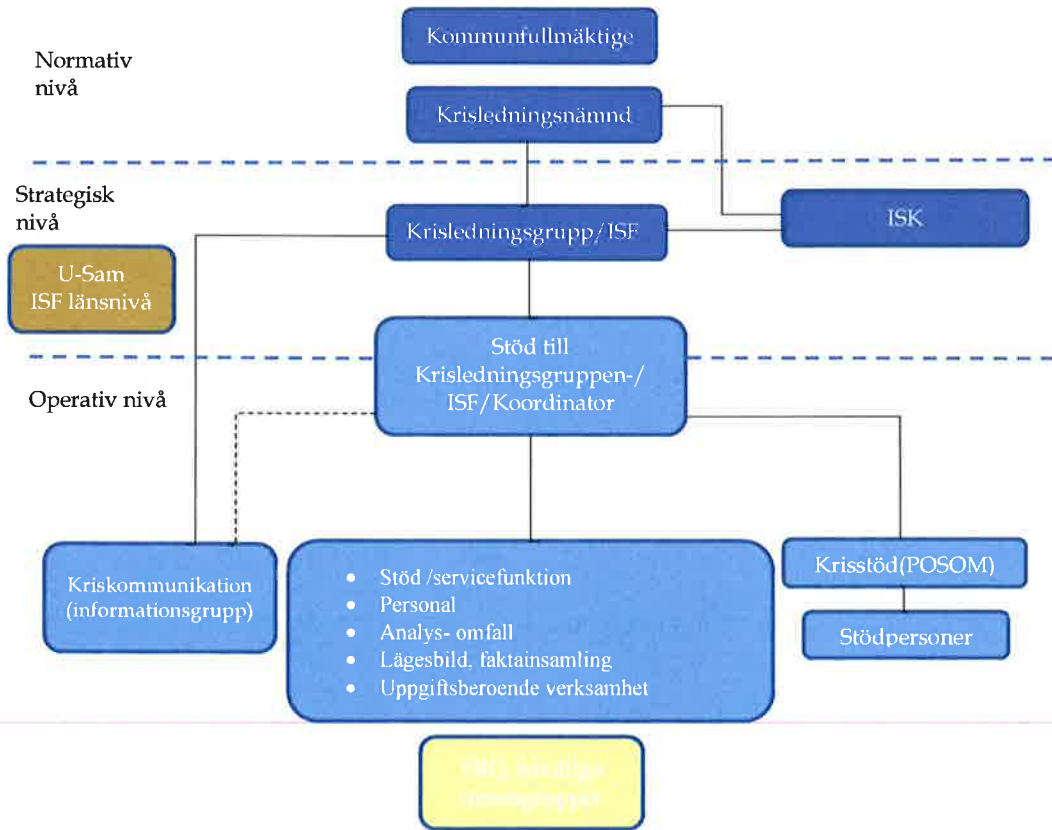 Kommunfullmäktige
Normativ
nivå
Krisledningsnämnd
Strategisk
nivå
Krisledningsgrupp/ISF
ISK
U-Sam
ISF länsnivå
Stöd till
Krisledningsgruppen-/
ISF/Koordinator
Operativ nivå
Kriskommunikation
(informationsgrupp)
• Stöd /servicefunktion
• Personal
• Analys- omfall
• Lägesbild, faktainsamling
• Uppgiftsberoende verksamhet
Krisstöd(POSOM)
Stödpersoner